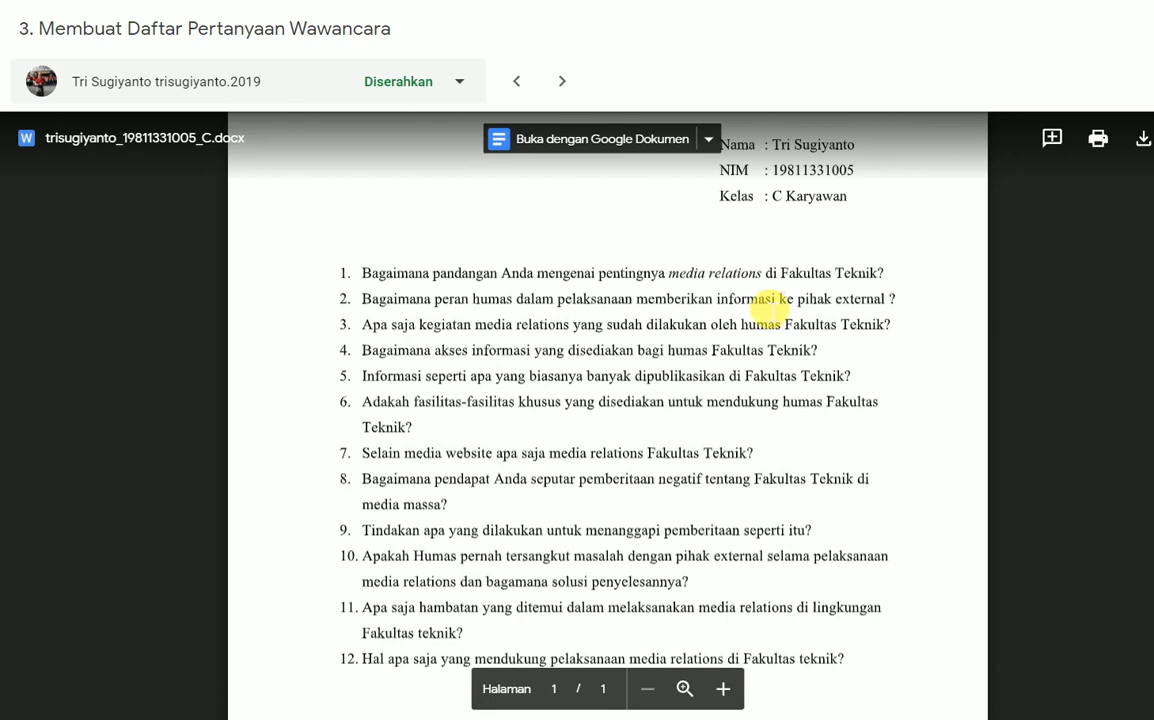 3. Membuat Daftar Pertanyaan Wawancara
Tri Sugiyanto trisugiyanto.2019 Diserahkan
W trisugiyanto_19811331005_C.docx
Buka dengan Google Dokumen
Nama : Tri Sugiyanto
NIM : 19811331005
Kelas : C Karyawan
1. Bagaimana pandangan Anda mengenai pentingnya media relations di Fakultas Teknik?
2. Bagaimana peran humas dalam pelaksanaan memberikan informasi ke pihak external ?
3. Apa saja kegiatan media relations yang sudah dilakukan oleh humas Fakultas Teknik?
4. Bagaimana akses informasi yang disediakan bagi humas Fakultas Teknik?
5. Informasi seperti apa yang biasanya banyak dipublikasikan di Fakultas Teknik?
6. Adakah fasilitas-fasilitas khusus yang disediakan untuk mendukung humas Fakultas
Teknik?
7. Selain media website apa saja media relations Fakultas Teknik?
8. Bagaimana pendapat Anda seputar pemberitaan negatif tentang Fakultas Teknik di
media massa?
9. Tindakan apa yang dilakukan untuk menanggapi pemberitaan seperti itu?
10. Apakah Humas pernah tersangkut masalah dengan pihak external selama pelaksanaan
media relations dan bagamana solusi penyelesannya?
11. Apa saja hambatan yang ditemui dalam melaksanakan media relations di lingkungan
Fakultas teknik?
12. Hal apa saja yang mendukung pelaksanaan media relations di Fakultas teknik?
Halaman 1 / 1